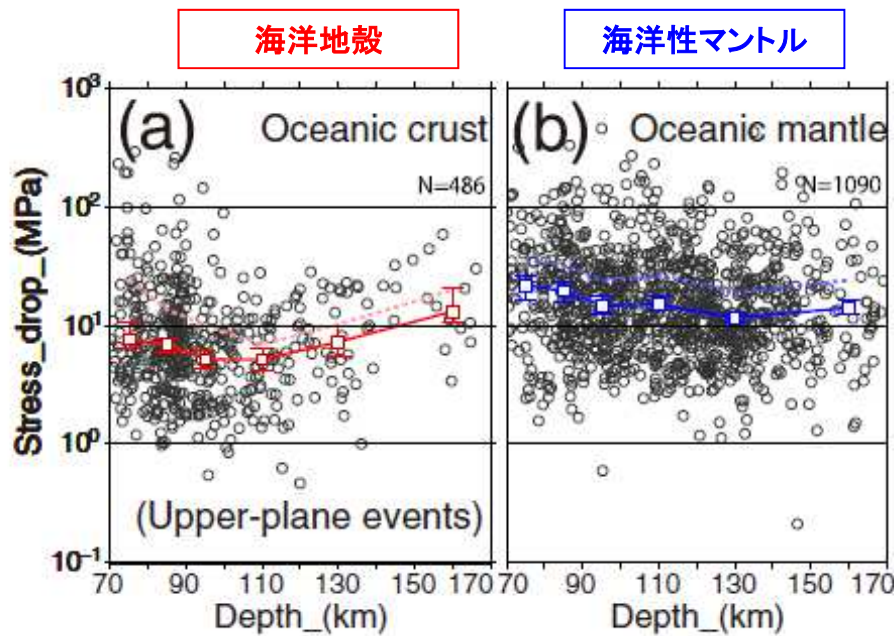 海洋地殻
海洋性マントル
(a)
Oceanic crust
N=486
(Upper-plane events)
(b)
Oceanic mantle
N=1090
Stress_drop_(MPa)
10³
10²
10¹
10⁰
10⁻¹
70 90 110 130 150 170
Depth_(km)
70 90 110 130 150 170
Depth_(km)